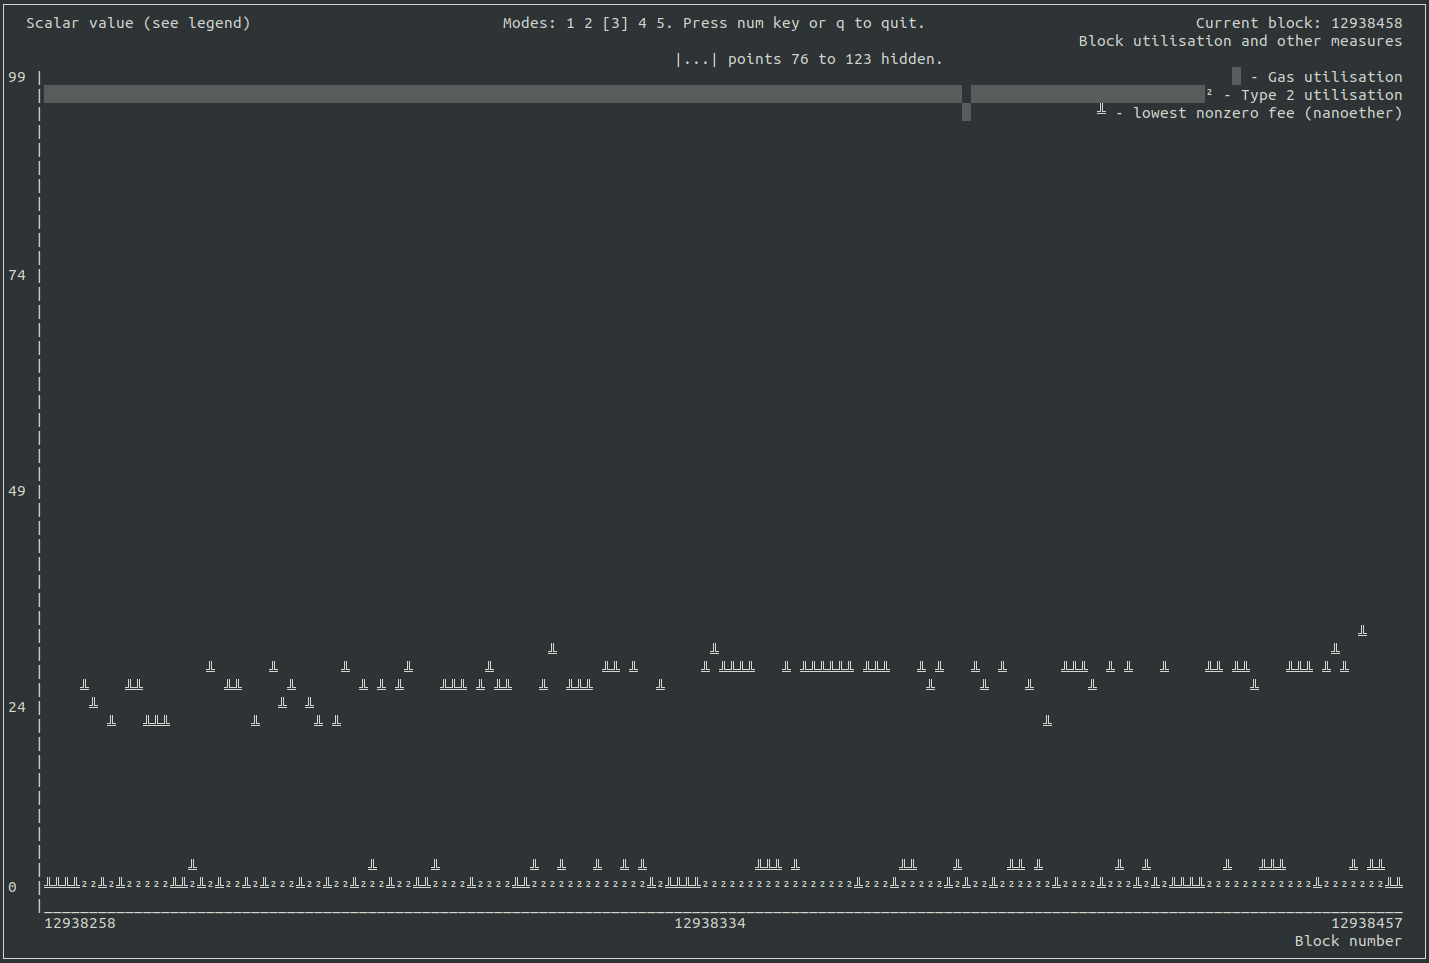 Scalar value (see legend) Modes: 1 2 [3] 4 5. Press num key or q to quit. Current block: 12938458
Block utilisation and other measures
|...| points 76 to 123 hidden.
99 | - Gas utilisation
² - Type 2 utilisation
╩ - lowest nonzero fee (nanoether)
74
49
24
0
12938258 12938334 12938457
Block number